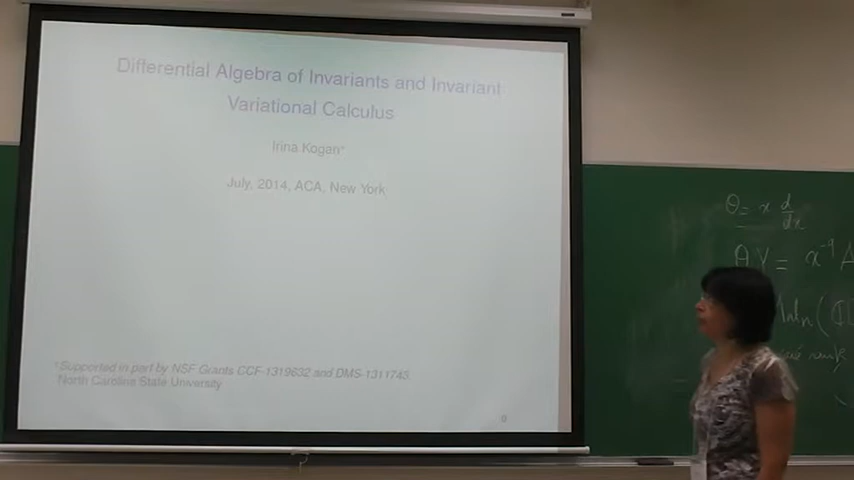 Differential Algebra of Invariants and Invariant
Variational Calculus
Irina Kogan*
July, 2014, ACA, New York
*Supported in part by NSF Grants CCF-1319632 and DMS-1311743.
North Carolina State University
0
θ = x d/dx
θY = x⁻q A